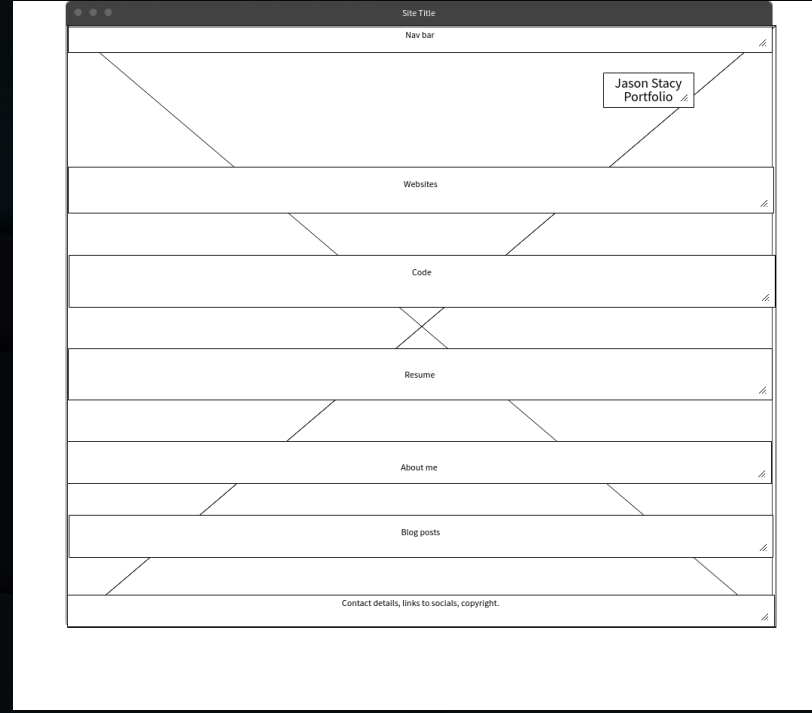 Site Title
Nav bar
Jason Stacy
Portfolio
Websites
Code
Resume
About me
Blog posts
Contact details, links to socials, copyright.